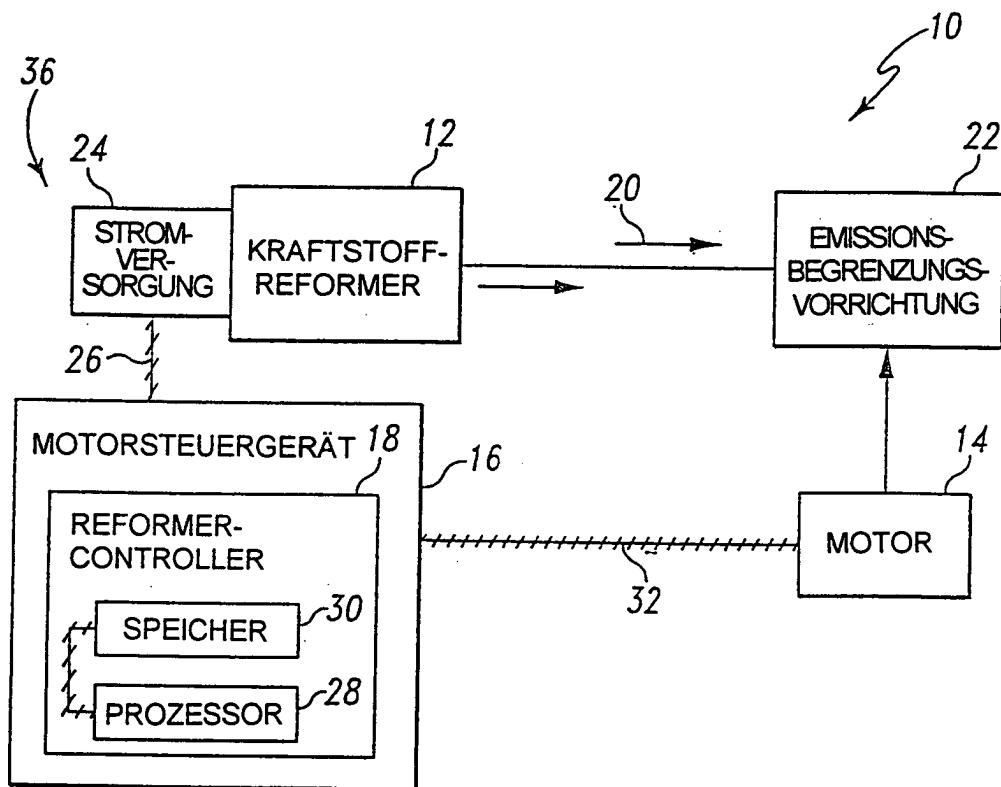 10
36
24
12
22
20
STROM-
VER-
SORGUNG
KRAFTSTOFF-
REFORMER
EMISSIONS-
BEGRENZUNGS-
VORRICHTUNG
26
MOTORSTEUERGERÄT
18
16
14
REFORMER-
CONTROLLER
MOTOR
32
SPEICHER
30
PROZESSOR
28